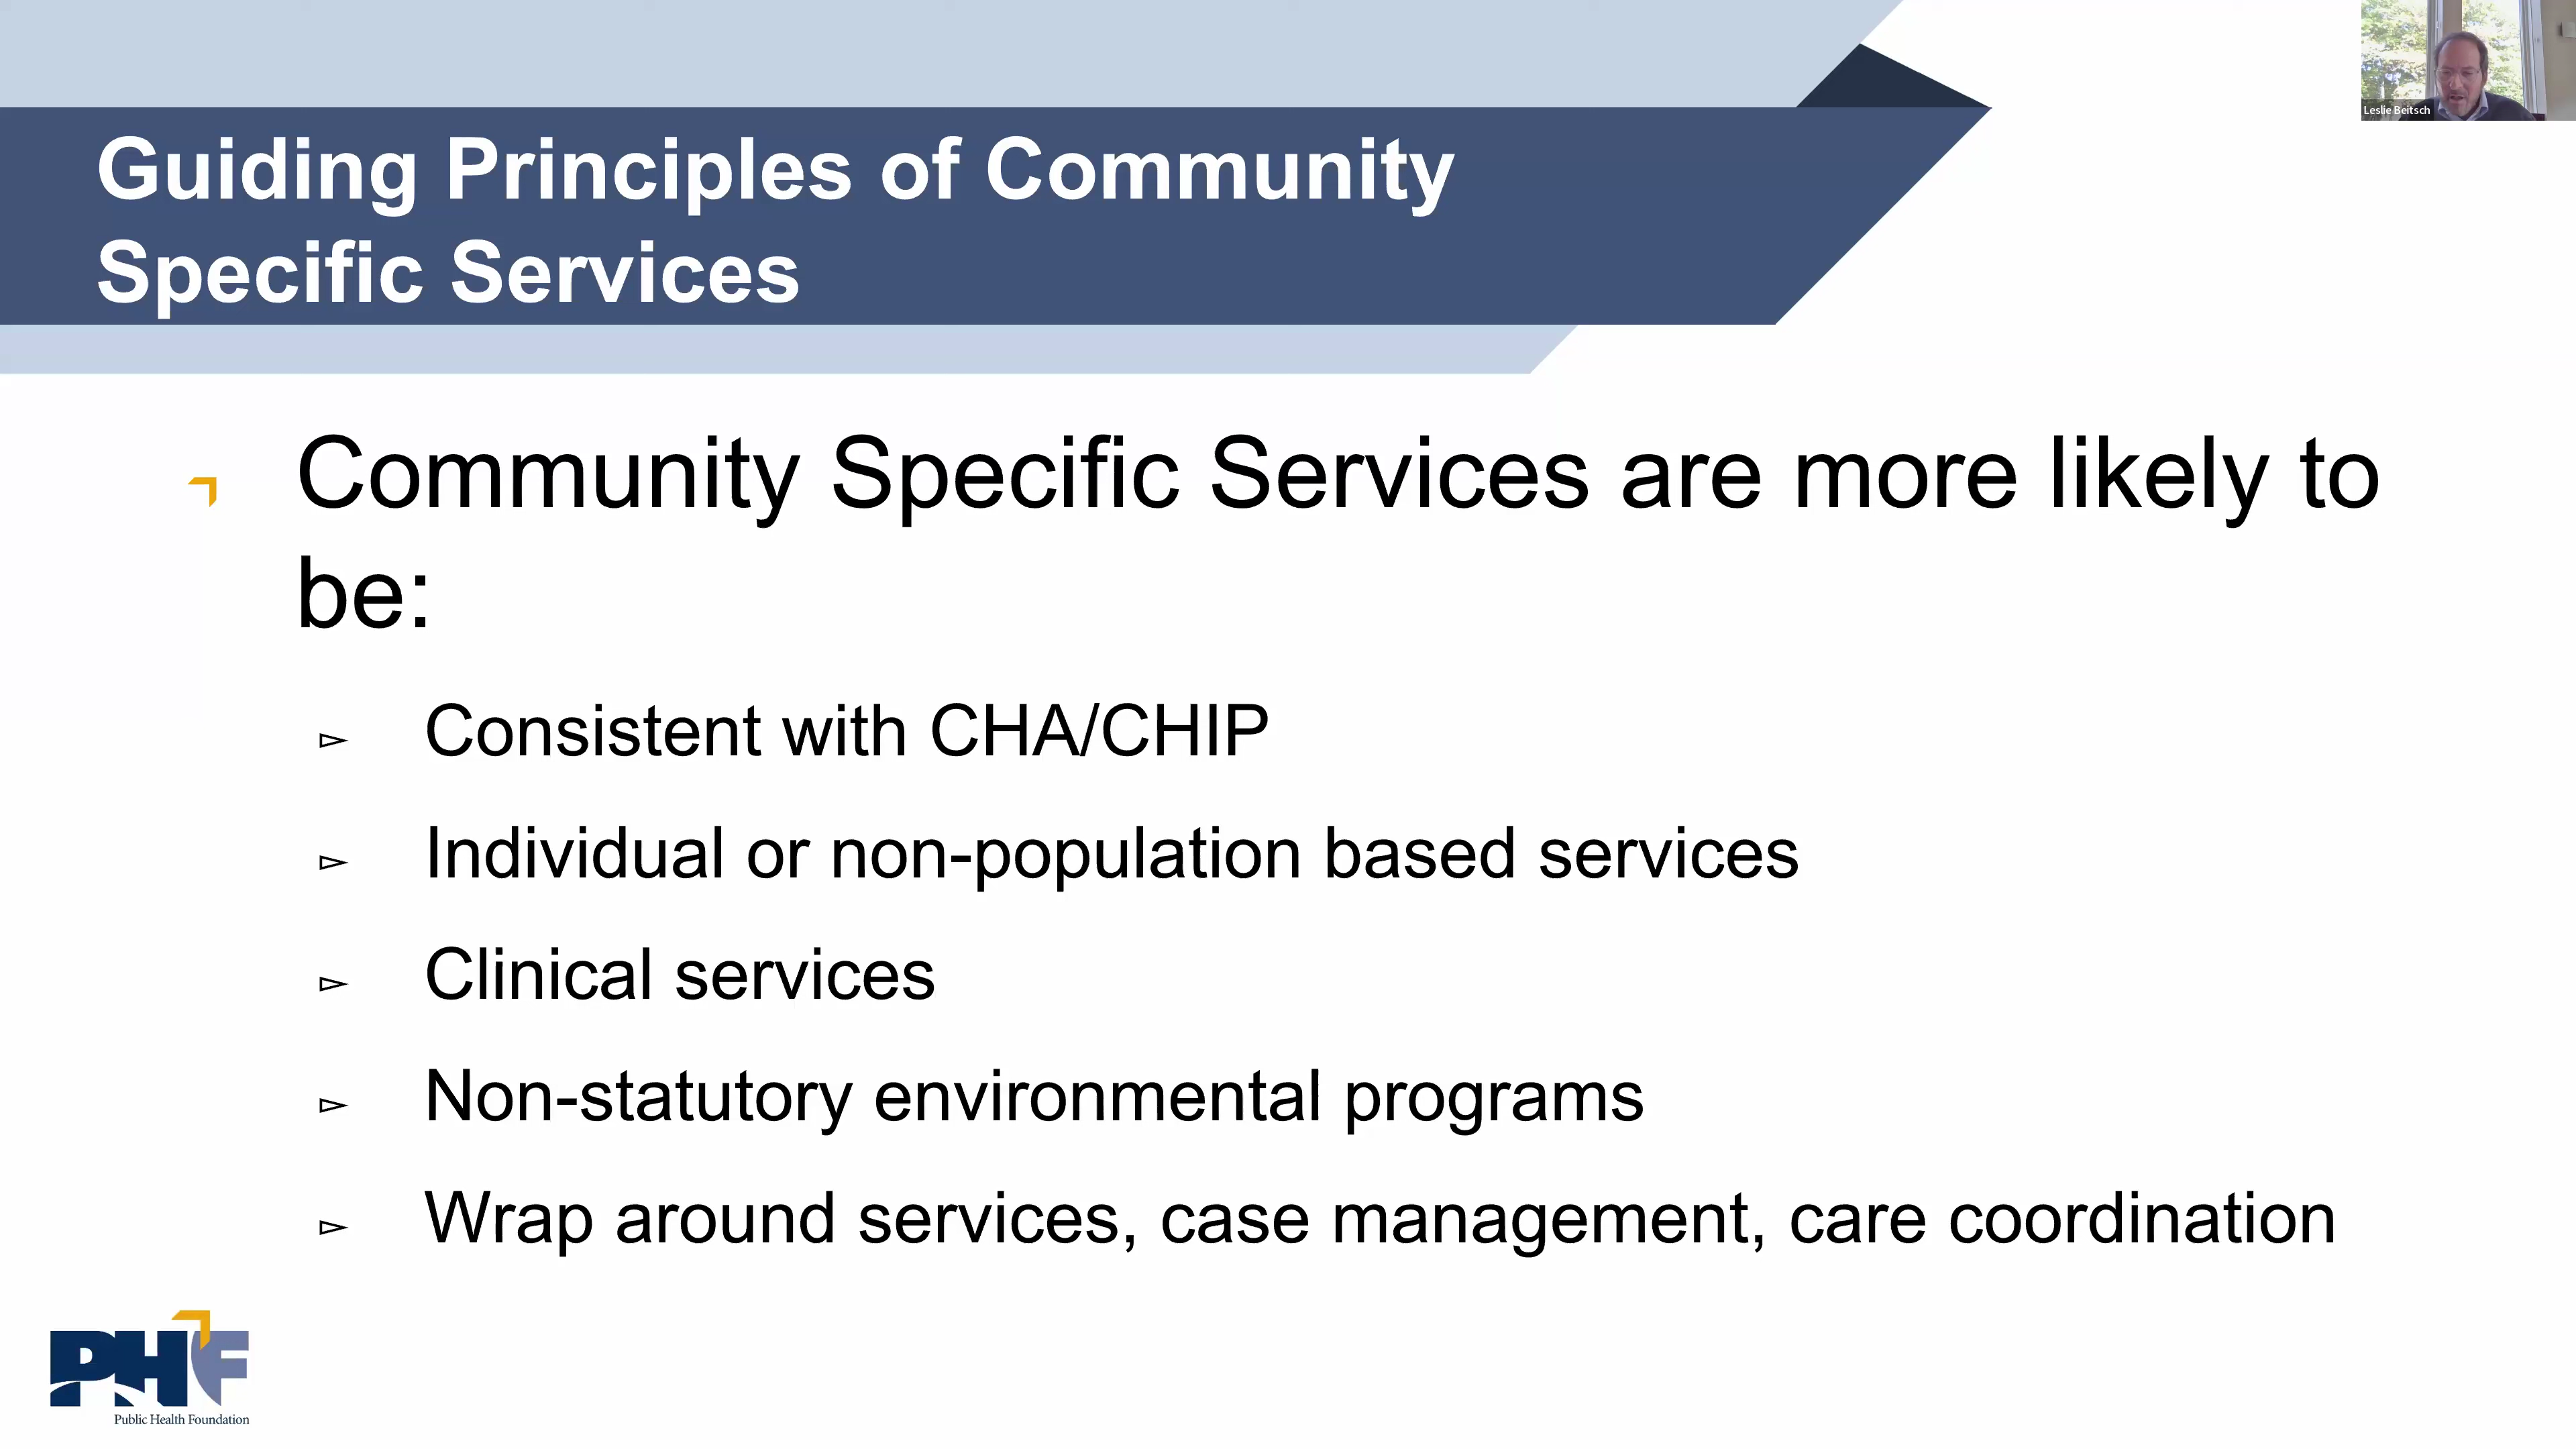 Leslie Beitsch
Guiding Principles of Community
Specific Services
Community Specific Services are more likely to
be:
Consistent with CHA/CHIP
Individual or non-population based services
Clinical services
Non-statutory environmental programs
Wrap around services, case management, care coordination
PHF
Public Health Foundation